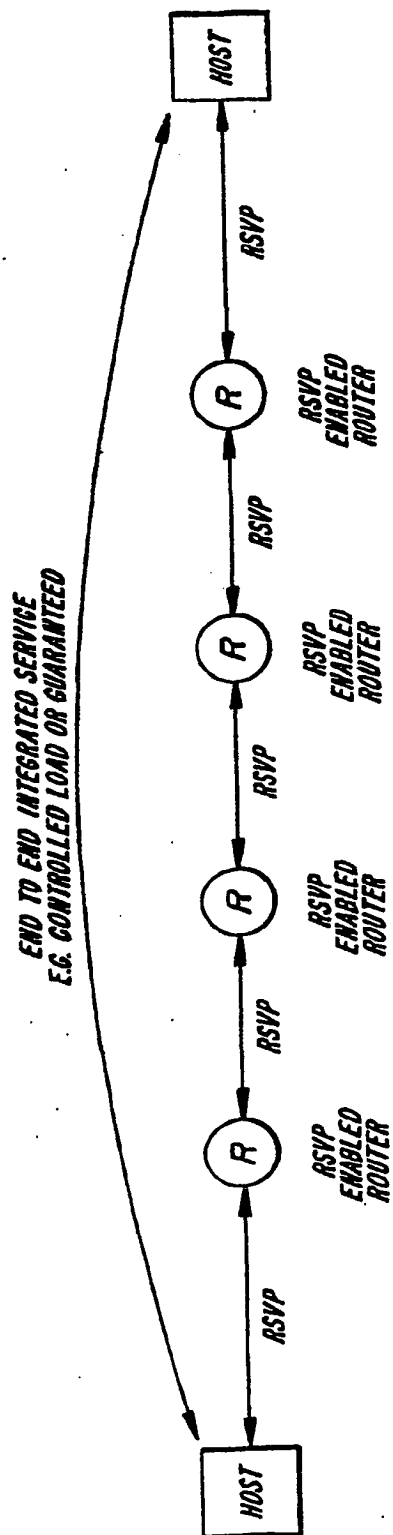 END TO END INTEGRATED SERVICE
E.G. CONTROLLED LOAD OR GUARANTEED
HOST
RSVP
R
RSVP
R
RSVP
R
RSVP
R
RSVP
HOST
RSVP
ENABLED
ROUTER
RSVP
ENABLED
ROUTER
RSVP
ENABLED
ROUTER
RSVP
ENABLED
ROUTER